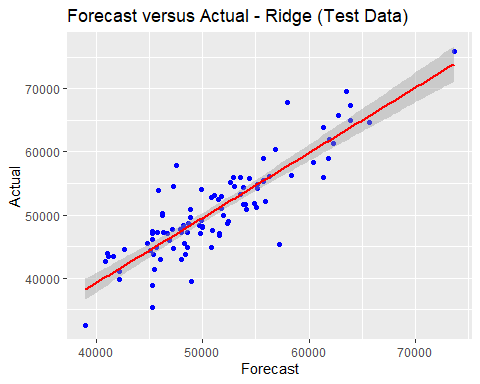 Forecast versus Actual - Ridge (Test Data)
Actual
70000
60000
50000
40000
40000 50000 60000 70000
Forecast